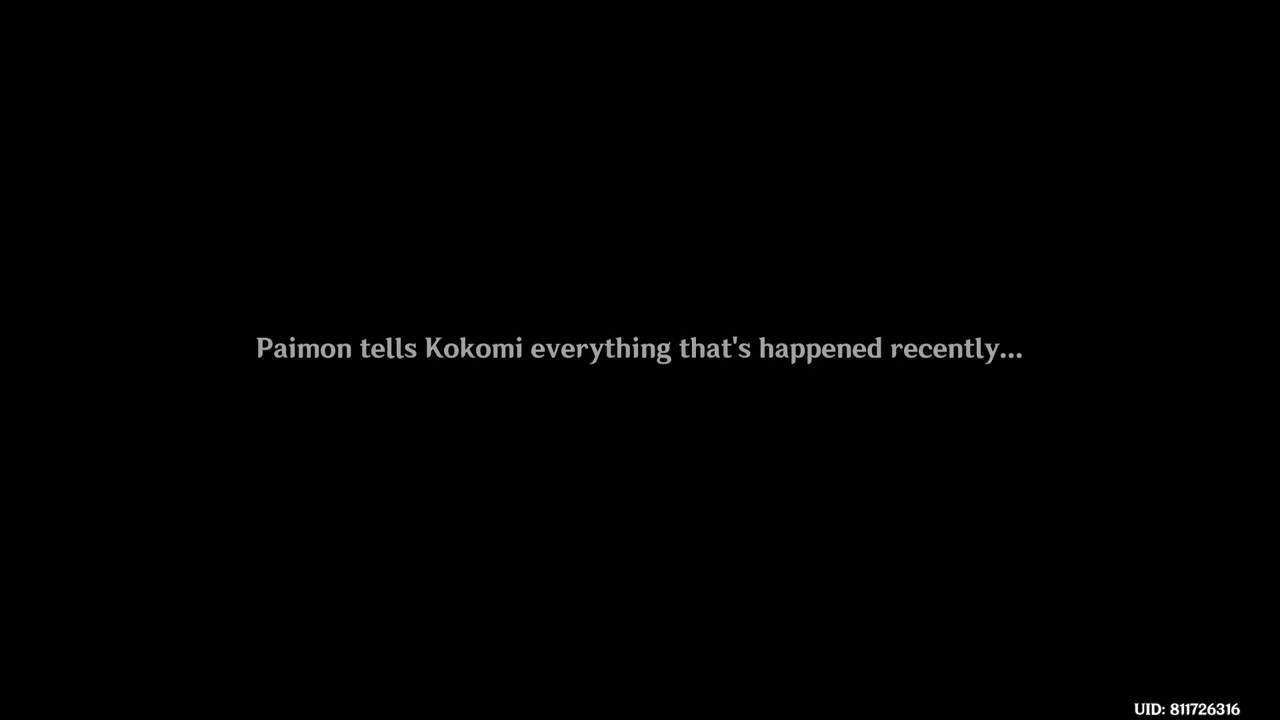 Paimon tells Kokomi everything that's happened recently...
UID: 811726316